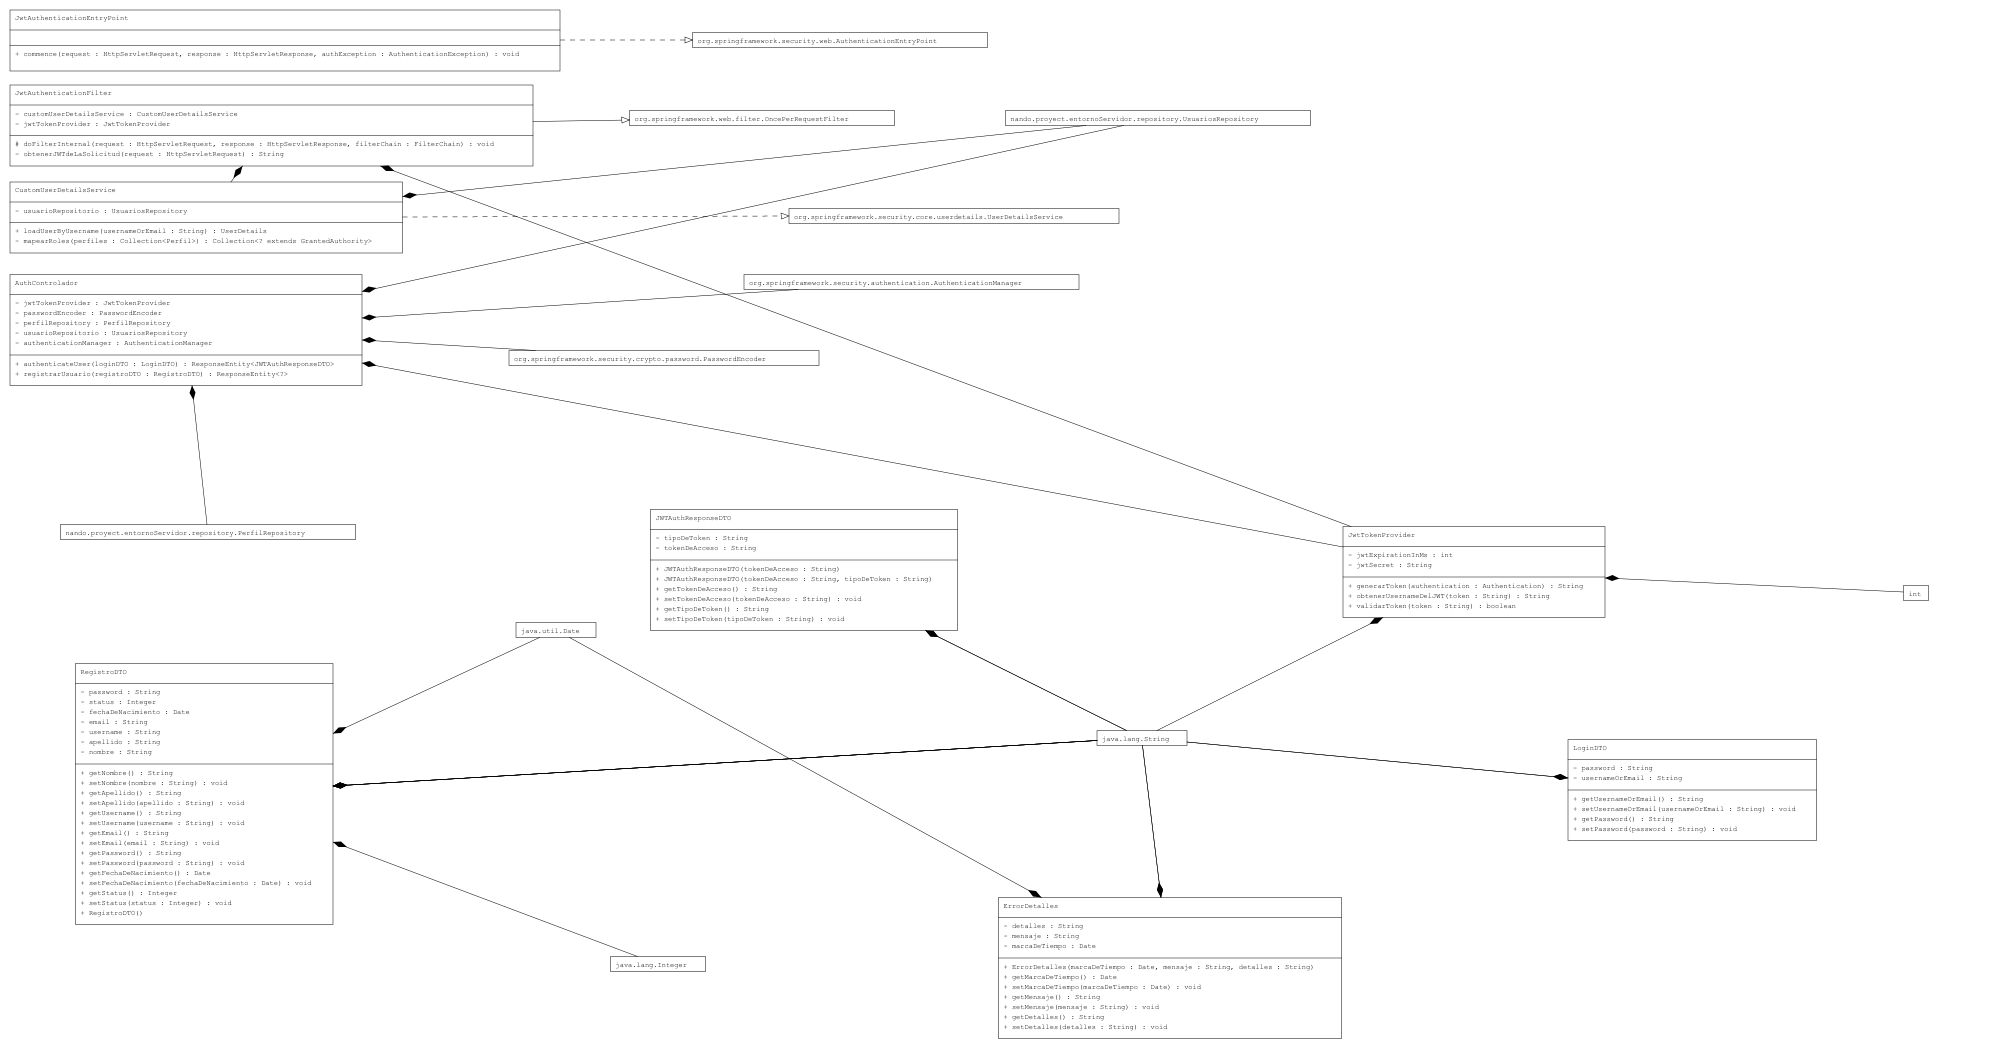 JwtAuthenticationEntryPoint
+ commence(request : HttpServletRequest, response : HttpServletResponse, authException : AuthenticationException) : void
org.springframework.security.web.AuthenticationEntryPoint
JwtAuthenticationFilter
- customUserDetailsService : CustomUserDetailsService
- jwtTokenProvider : JwtTokenProvider
# doFilterInternal(request : HttpServletRequest, response : HttpServletResponse, filterChain : FilterChain) : void
- obtenerJWTdeLaSolicitud(request : HttpServletRequest) : String
org.springframework.web.filter.OncePerRequestFilter
nando.proyect.entornoServidor.repository.UsuariosRepository
CustomUserDetailsService
- usuarioRepositorio : UsuariosRepository
+ loadUserByUsername(usernameOrEmail : String) : UserDetails
- mapearRoles(perfiles : Collection<Perfil>) : Collection<? extends GrantedAuthority>
org.springframework.security.core.userdetails.UserDetailsService
AuthControlador
- jwtTokenProvider : JwtTokenProvider
- passwordEncoder : PasswordEncoder
- perfilRepository : PerfilRepository
- usuarioRepositorio : UsuariosRepository
- authenticationManager : AuthenticationManager
+ authenticateUser(loginDTO : LoginDTO) : ResponseEntity<JWTAuthResponseDTO>
+ registrarUsuario(registroDTO : RegistroDTO) : ResponseEntity<?>
org.springframework.security.authentication.AuthenticationManager
org.springframework.security.crypto.password.PasswordEncoder
nando.proyect.entornoServidor.repository.PerfilRepository
JWTAuthResponseDTO
- tipoDeToken : String
- tokenDeAcceso : String
+ JWTAuthResponseDTO(tokenDeAcceso : String)
+ JWTAuthResponseDTO(tokenDeAcceso : String, tipoDeToken : String)
+ getTokenDeAcceso() : String
+ setTokenDeAcceso(tokenDeAcceso : String) : void
+ getTipoDeToken() : String
+ setTipoDeToken(tipoDeToken : String) : void
JwtTokenProvider
- jwtExpirationInMs : int
- jwtSecret : String
+ generarToken(authentication : Authentication) : String
+ obtenerUsernameDelJWT(token : String) : String
+ validarToken(token : String) : boolean
int
java.util.Date
RegistroDTO
- password : String
- status : Integer
- fechaDeNacimiento : Date
- email : String
- username : String
- apellido : String
- nombre : String
+ getNombre() : String
+ setNombre(nombre : String) : void
+ getApellido() : String
+ setApellido(apellido : String) : void
+ getUsername() : String
+ setUsername(username : String) : void
+ getEmail() : String
+ setEmail(email : String) : void
+ getPassword() : String
+ setPassword(password : String) : void
+ getFechaDeNacimiento() : Date
+ setFechaDeNacimiento(fechaDeNacimiento : Date) : void
+ getStatus() : Integer
+ setStatus(status : Integer) : void
+ RegistroDTO()
java.lang.String
LoginDTO
- password : String
- usernameOrEmail : String
+ getUsernameOrEmail() : String
+ setUsernameOrEmail(usernameOrEmail : String) : void
+ getPassword() : String
+ setPassword(password : String) : void
java.lang.Integer
ErrorDetalles
- detalles : String
- mensaje : String
- marcaDeTiempo : Date
+ ErrorDetalles(marcaDeTiempo : Date, mensaje : String, detalles : String)
+ getMarcaDeTiempo() : Date
+ setMarcaDeTiempo(marcaDeTiempo : Date) : void
+ getMensaje() : String
+ setMensaje(mensaje : String) : void
+ getDetalles() : String
+ setDetalles(detalles : String) : void